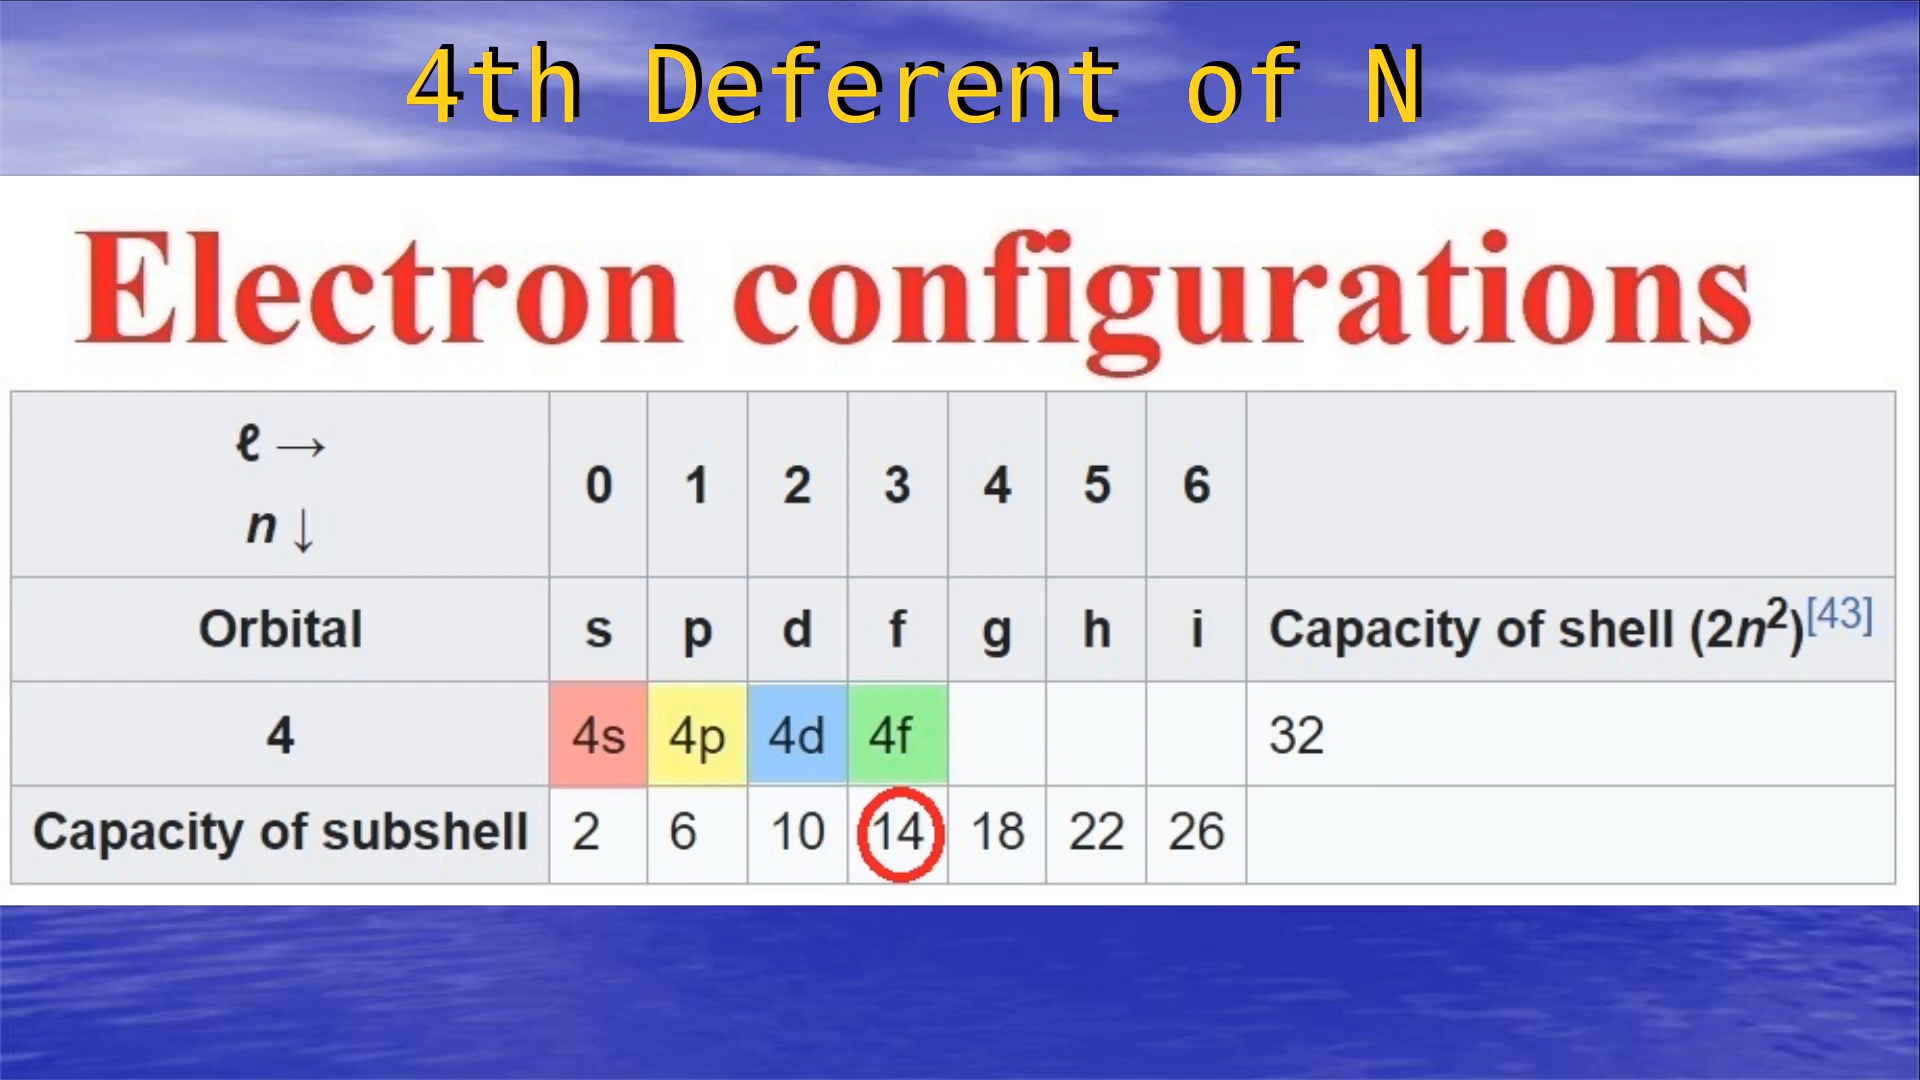 4th Deferent of N
Electron configurations
ℓ → 0 1 2 3 4 5 6
n ↓
Orbital s p d f g h i Capacity of shell (2n²)[43]
4 4s 4p 4d 4f 32
Capacity of subshell 2 6 10 14 18 22 26